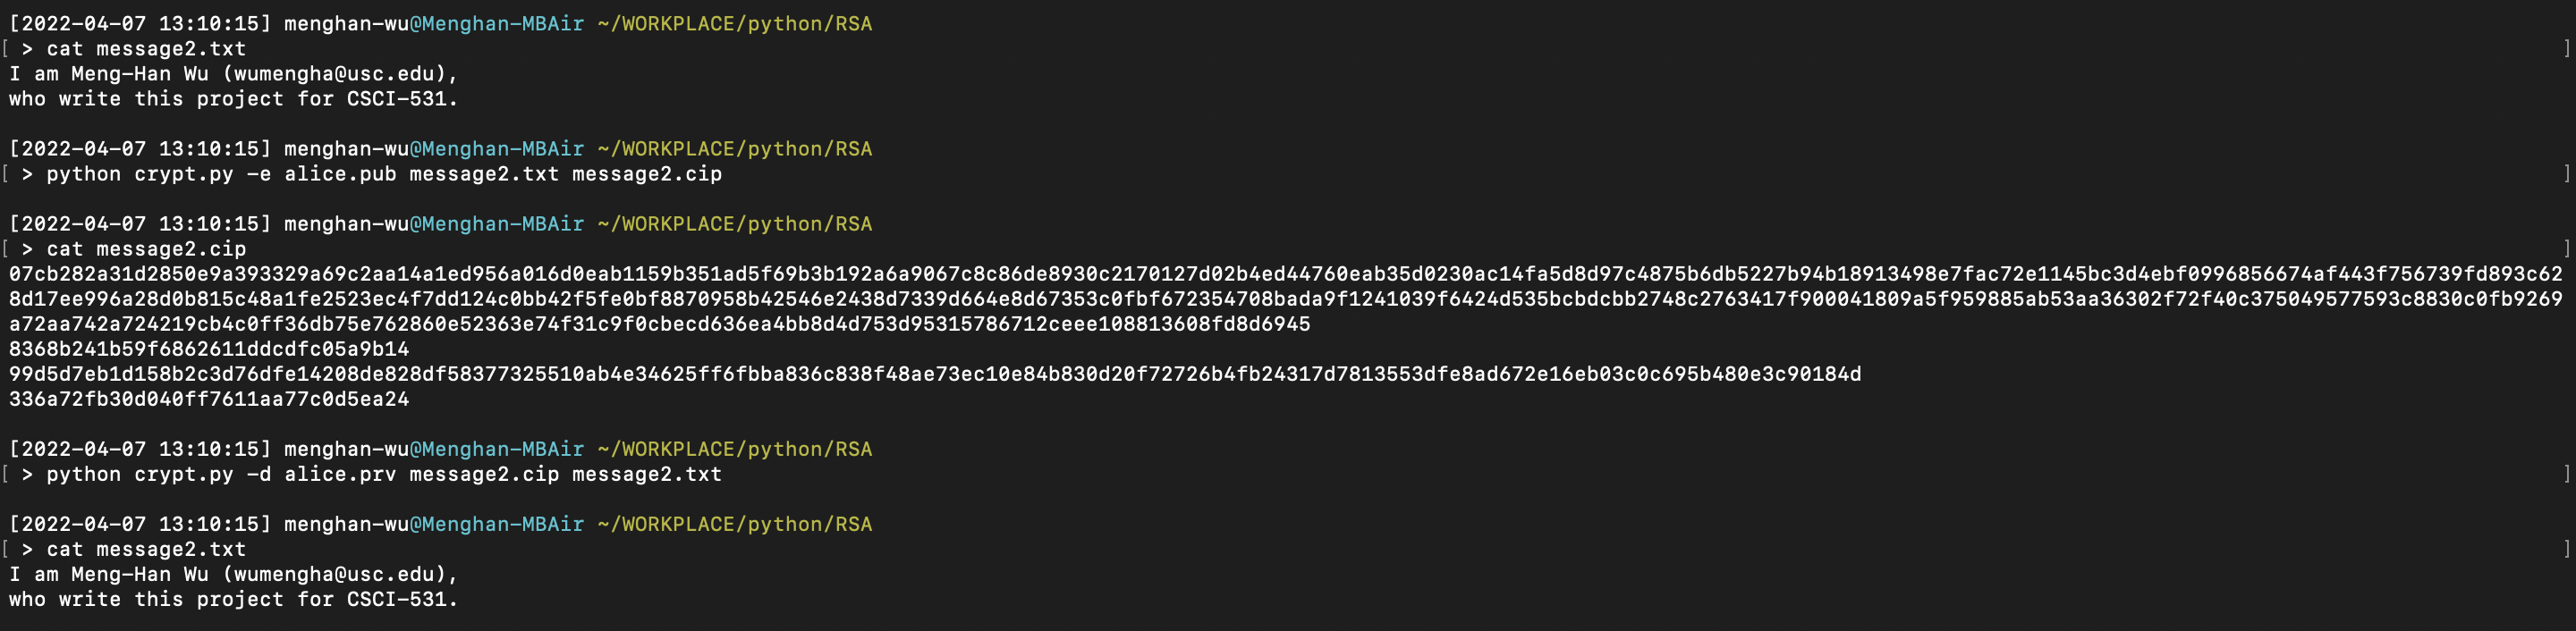 [2022-04-07 13:10:15] menghan-wu@Menghan-MBAir ~/WORKPLACE/python/RSA
[ > cat message2.txt ]
I am Meng-Han Wu (wumengha@usc.edu),
who write this project for CSCI-531.
[2022-04-07 13:10:15] menghan-wu@Menghan-MBAir ~/WORKPLACE/python/RSA
[ > python crypt.py -e alice.pub message2.txt message2.cip ]
[2022-04-07 13:10:15] menghan-wu@Menghan-MBAir ~/WORKPLACE/python/RSA
[ > cat message2.cip ]
07cb282a31d2850e9a393329a69c2aa14a1ed956a016d0eab1159b351ad5f69b3b192a6a9067c8c86de8930c2170127d02b4ed44760eab35d0230ac14fa5d8d97c4875b6db5227b94b18913498e7fac72e1145bc3d4ebf0996856674af443f756739fd893c62
8d17ee996a28d0b815c48a1fe2523ec4f7dd124c0bb42f5fe0bf8870958b42546e2438d7339d664e8d67353c0fbf672354708bada9f1241039f6424d535bcbdcbb2748c2763417f900041809a5f959885ab53aa36302f72f40c375049577593c8830c0fb9269
a72aa742a724219cb4c0ff36db75e762860e52363e74f31c9f0cbecd636ea4bb8d4d753d95315786712ceee108813608fd8d6945
8368b241b59f6862611ddcdfc05a9b14
99d5d7eb1d158b2c3d76dfe14208de828df58377325510ab4e34625ff6fbba836c838f48ae73ec10e84b830d20f72726b4fb24317d7813553dfe8ad672e16eb03c0c695b480e3c90184d
336a72fb30d040ff7611aa77c0d5ea24
[2022-04-07 13:10:15] menghan-wu@Menghan-MBAir ~/WORKPLACE/python/RSA
[ > python crypt.py -d alice.prv message2.cip message2.txt ]
[2022-04-07 13:10:15] menghan-wu@Menghan-MBAir ~/WORKPLACE/python/RSA
[ > cat message2.txt ]
I am Meng-Han Wu (wumengha@usc.edu),
who write this project for CSCI-531.